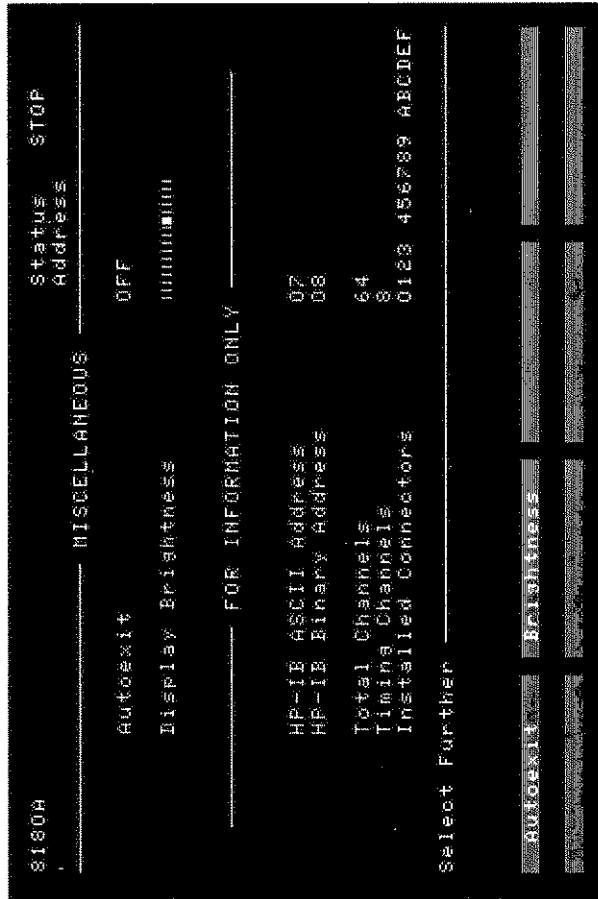 8180A Status STOP
Address
MISCELLANEOUS
Autoexit OFF
Display Brightness
FOR INFORMATION ONLY
HP-IB ASCII Address 07
HP-IB Binary Address 08
Total Channels 64
Timing Channels 8
Installed Connectors 0123 456789 ABCDEF
Select Further
Autoexit Brightness